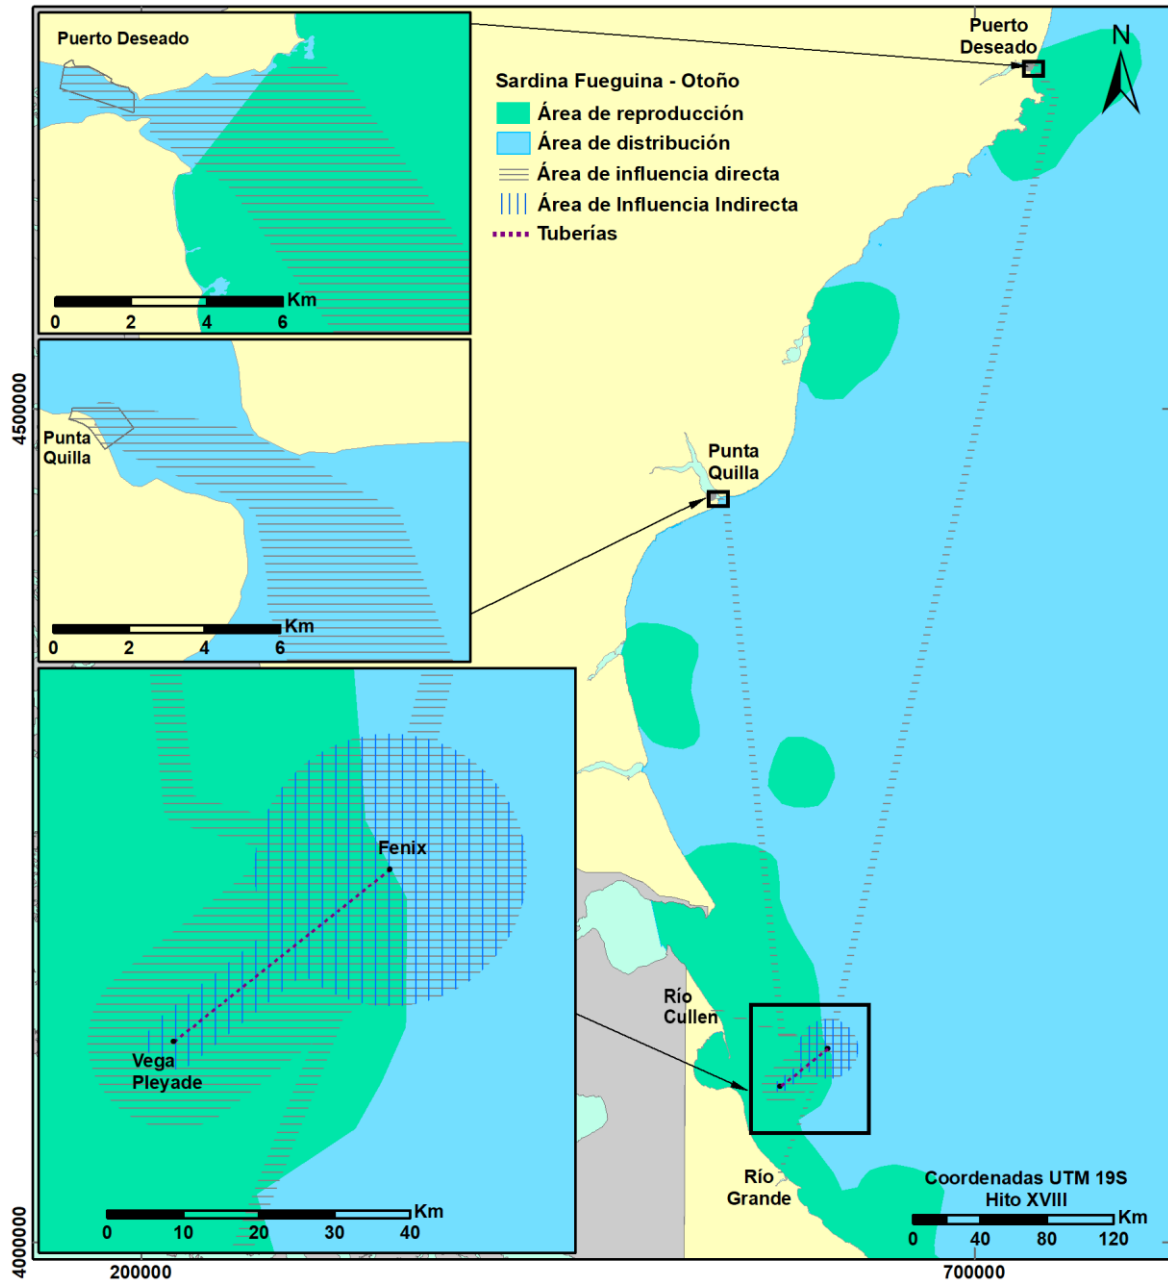 Puerto Deseado
Km
0 2 4 6
Punta
Quilla
Km
0 2 4 6
Fenix
Vega
Pleyade
Km
0 10 20 30 40
Sardina Fueguina - Otoño
Área de reproducción
Área de distribución
Área de influencia directa
Área de Influencia Indirecta
Tuberías
Puerto
Deseado
N
Punta
Quilla
Río
Cullen
Río
Grande
Coordenadas UTM 19S
Hito XVIII
Km
0 40 80 120
4500000
4000000
200000
700000